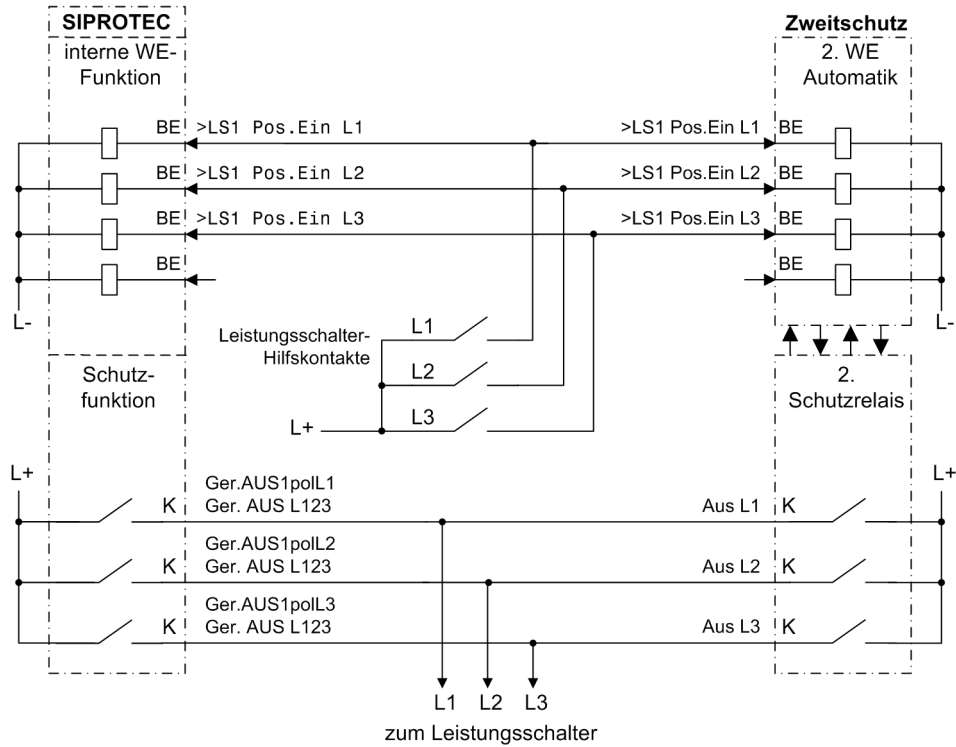 SIPROTEC
Zweitschutz
interne WE-
Funktion
2. WE
Automatik
BE >LS1 Pos.Ein L1
>LS1 Pos.Ein L1 BE
BE >LS1 Pos.Ein L2
>LS1 Pos.Ein L2 BE
BE >LS1 Pos.Ein L3
>LS1 Pos.Ein L3 BE
BE
BE
L-
L-
Leistungsschalter-
Hilfskontakte
L1
L2
L3
L+
Schutz-
funktion
2.
Schutzrelais
L+
L+
Ger.AUS1polL1
K Ger. AUS L123
Aus L1 K
Ger.AUS1polL2
K Ger. AUS L123
Aus L2 K
Ger.AUS1polL3
K Ger. AUS L123
Aus L3 K
L1 L2 L3
zum Leistungsschalter